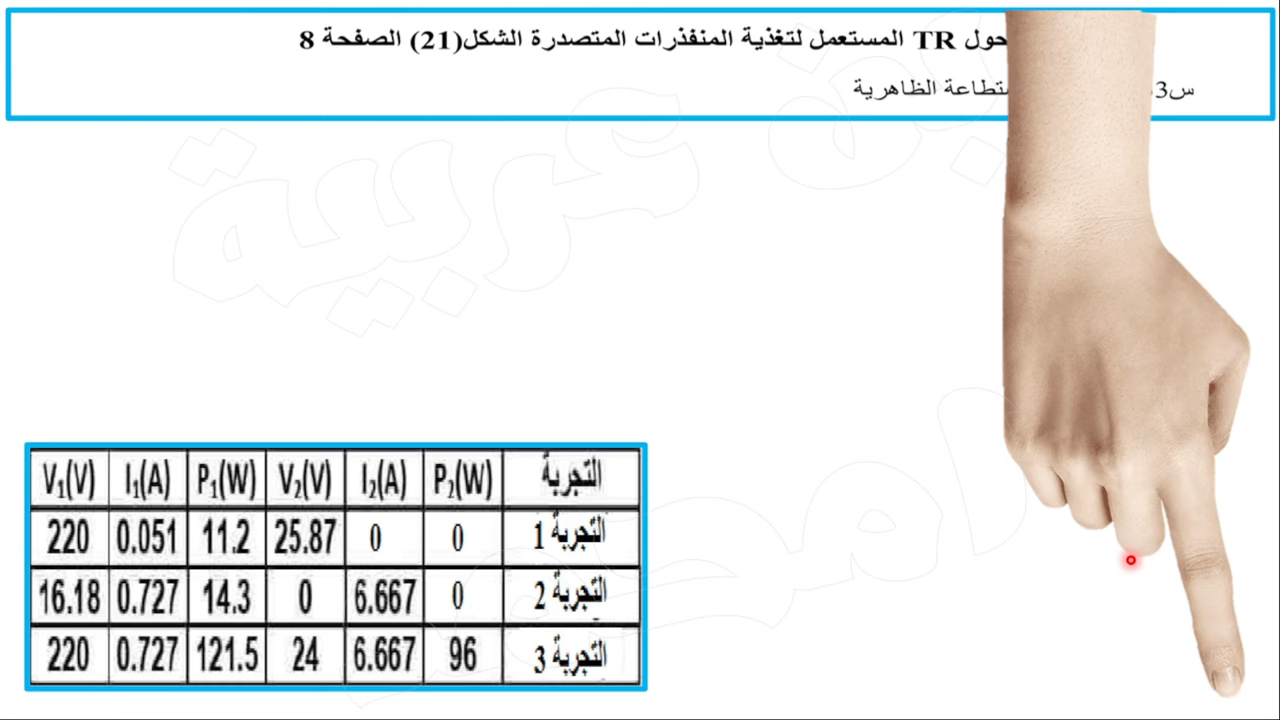 حول TR المستعمل لتغذية المنفذرات المتصدرة الشكل(21) الصفحة 8
س3 ستطاعة الظاهرية
V₁(V) I₁(A) P₁(W) V₂(V) I₂(A) P₂(W) التجربة
220 0.051 11.2 25.87 0 0 التجربة 1
16.18 0.727 14.3 0 6.667 0 التجربة 2
220 0.727 121.5 24 6.667 96 التجربة 3